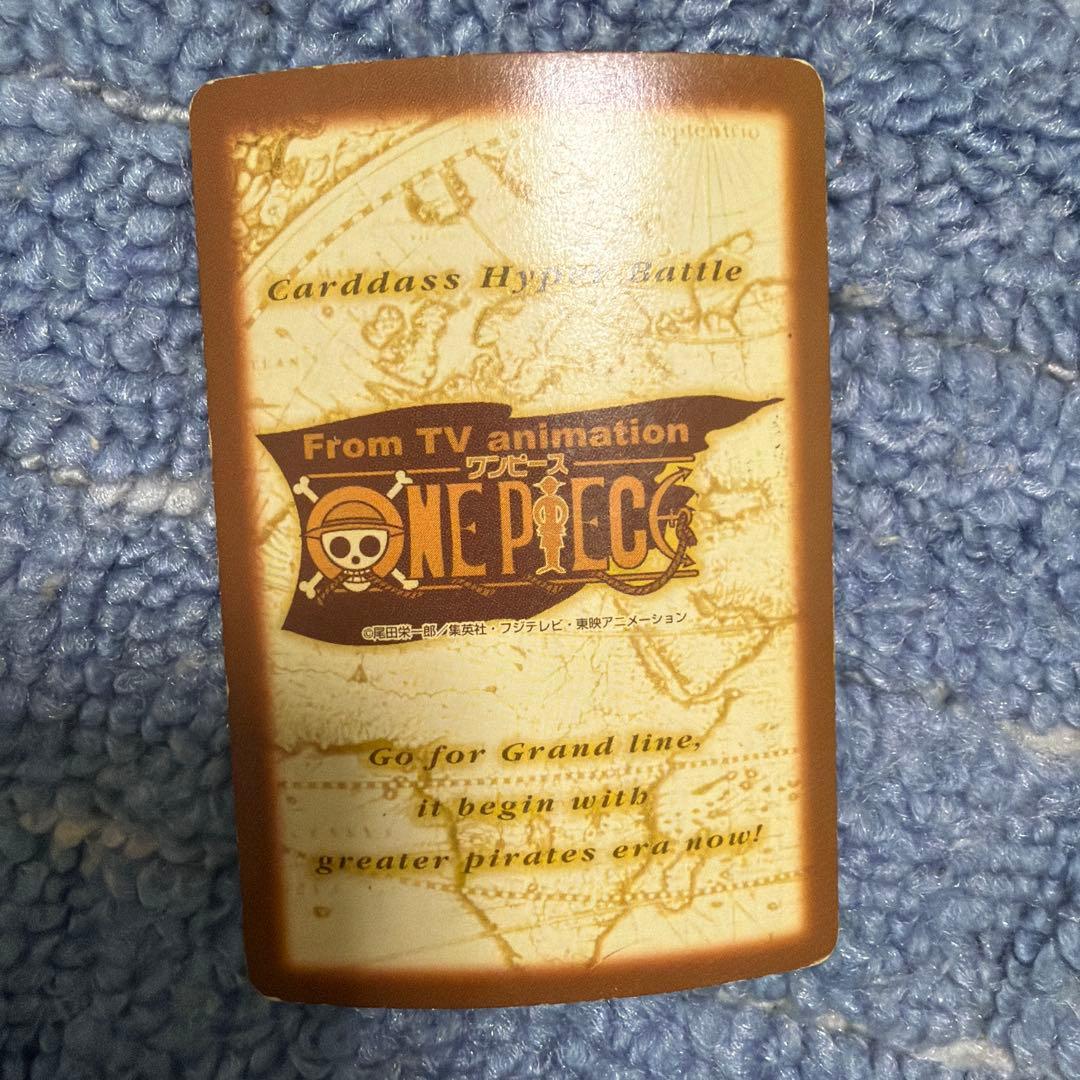 Carddass Hyper Battle
From TV animation
ワンピース
ONE PIECE
©尾田栄一郎/集英社・フジテレビ・東映アニメーション
Go for Grand line,
it begin with
greater pirates era now!